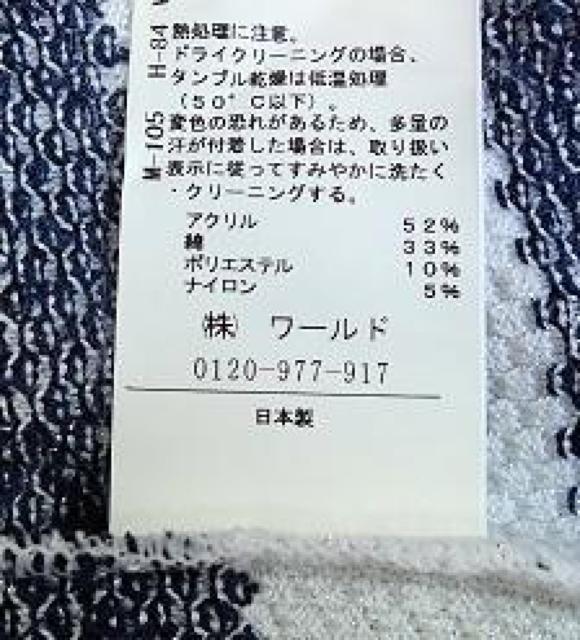 H-84
熱処理に注意。
ドライクリーニングの場合、
タンブル乾燥は低温処理
（50°C以下）。
M-105
変色の恐れがあるため、多量の
汗が付着した場合は、取り扱い
表示に従ってすみやかに洗たく
・クリーニングする。
アクリル 52%
綿 33%
ポリエステル 10%
ナイロン 5%
㈱ ワールド
0120-977-917
日本製